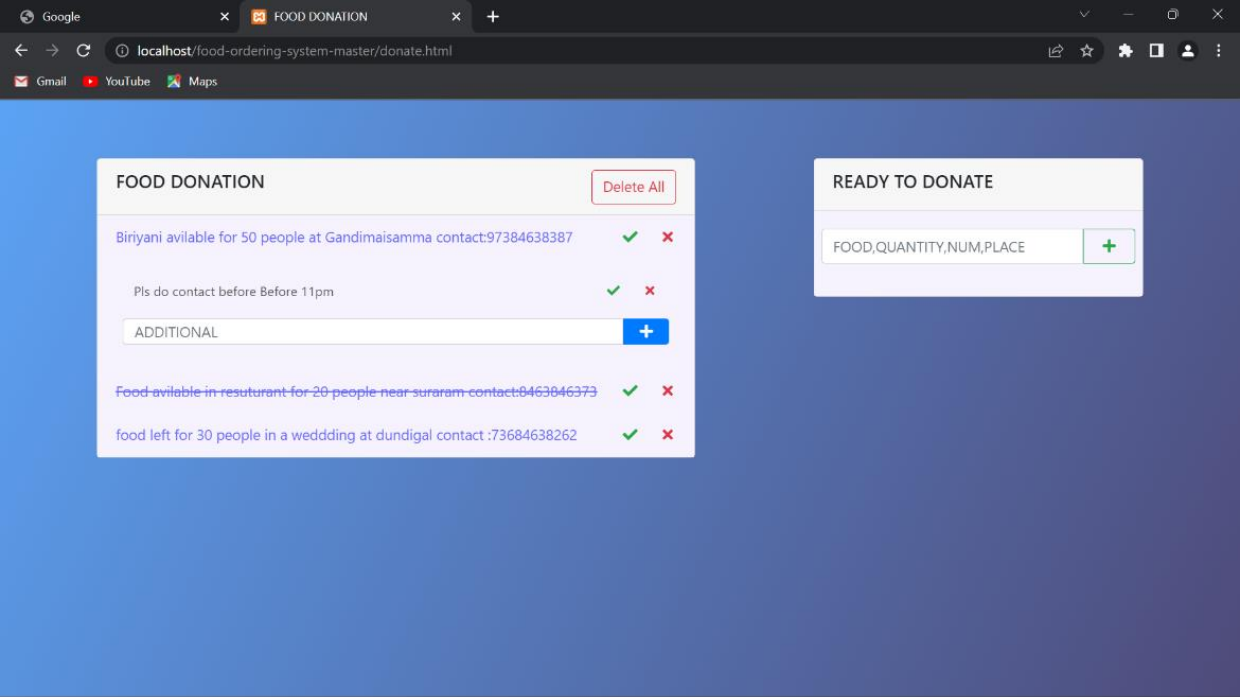 Google
FOOD DONATION
localhost/food-ordering-system-master/donate.html
Gmail
YouTube
Maps
FOOD DONATION
Delete All
Biriyani avilable for 50 people at Gandimaisamma contact:97384638387
Pls do contact before Before 11pm
ADDITIONAL
Food avilable in resuturant for 20 people near suraram contact:8463846373
food left for 30 people in a weddding at dundigal contact :73684638262
READY TO DONATE
FOOD,QUANTITY,NUM,PLACE